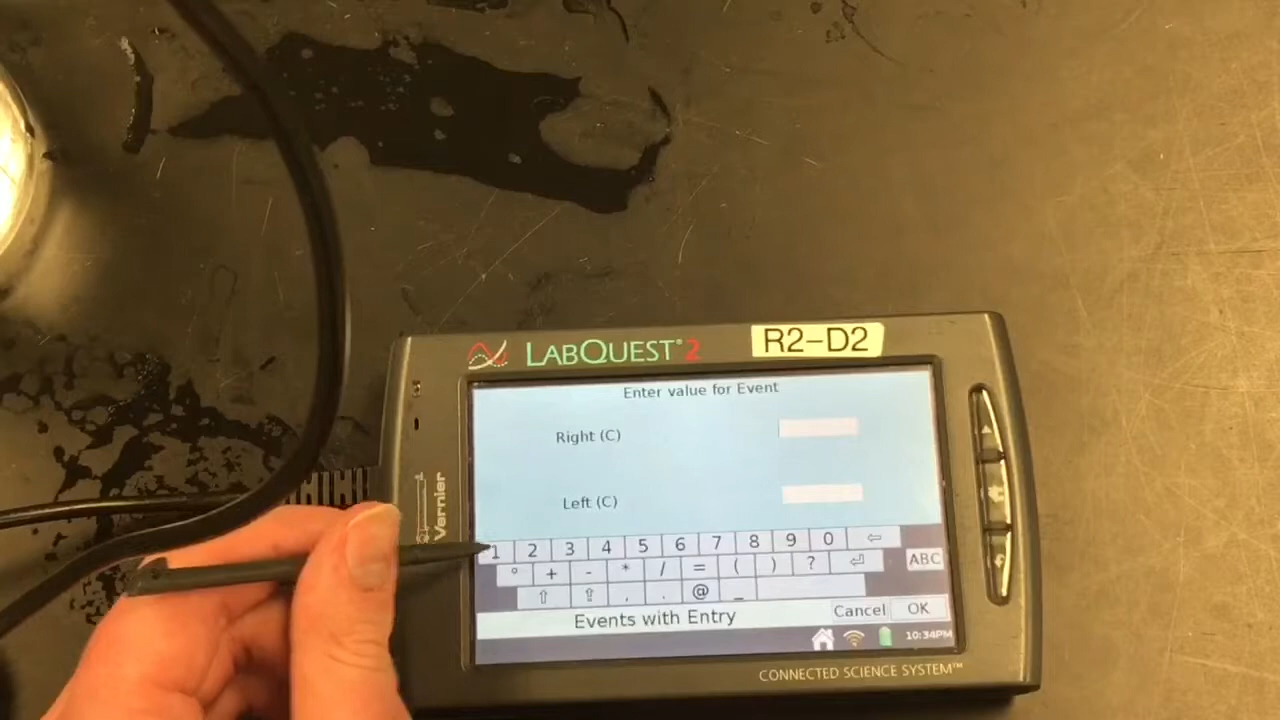 LABQUEST® 2
R2-D2
Enter value for Event
Right (C)
Left (C)
1 2 3 4 5 6 7 8 9 0 ⇦
° + - * / = ( ) ? ⏎ ABC
⇧ ⇧ , . @ _
Events with Entry
Cancel OK
10:34PM
Vernier
CONNECTED SCIENCE SYSTEM™